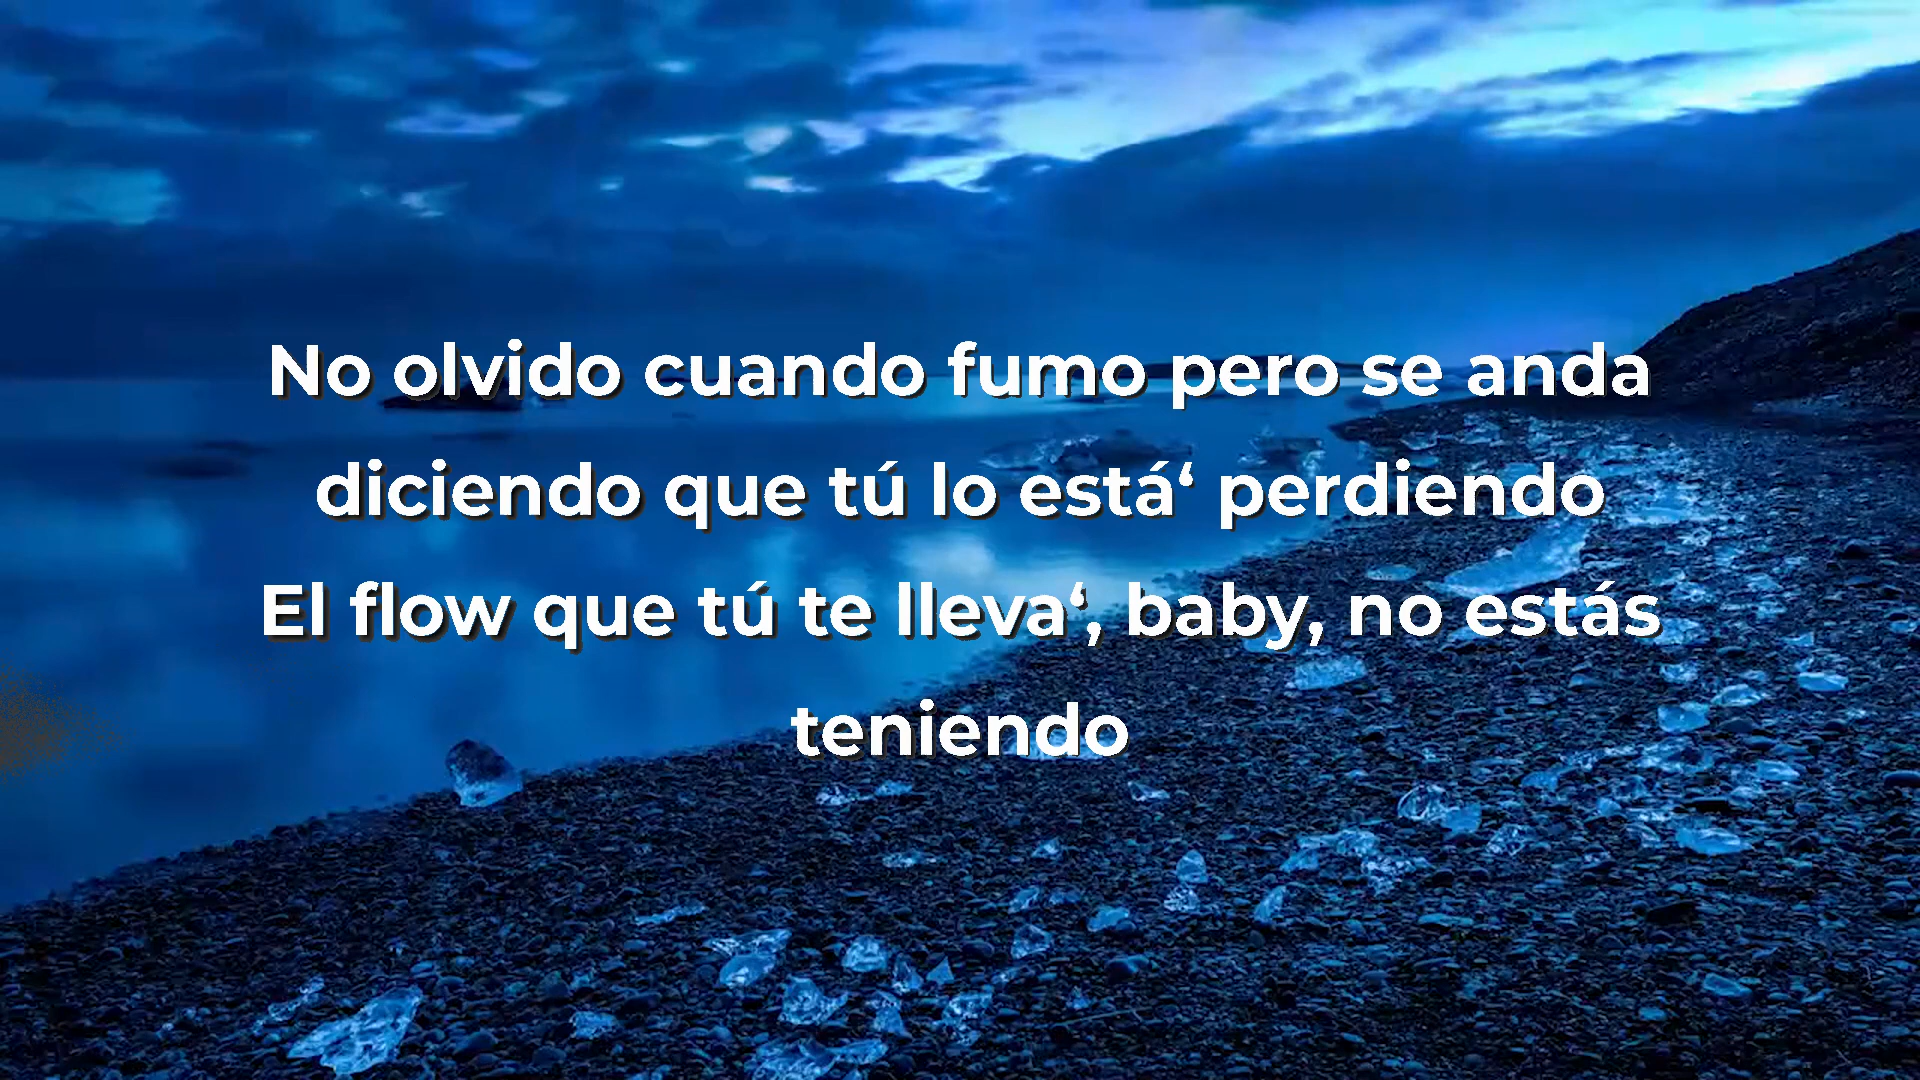 No olvido cuando fumo pero se anda
diciendo que tú lo está‘ perdiendo
El flow que tú te lleva‘, baby, no estás
teniendo